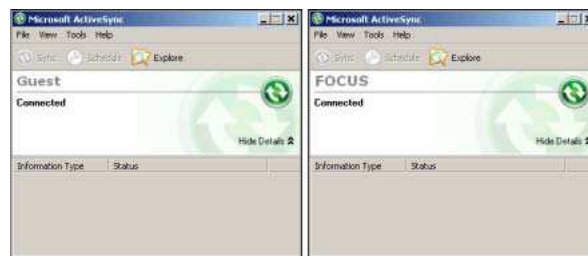 Microsoft ActiveSync
File View Tools Help
Sync Schedule Explore
Guest
Connected
Hide Details
Information Type Status
Microsoft ActiveSync
File View Tools Help
Sync Schedule Explore
FOCUS
Connected
Hide Details
Information Type Status